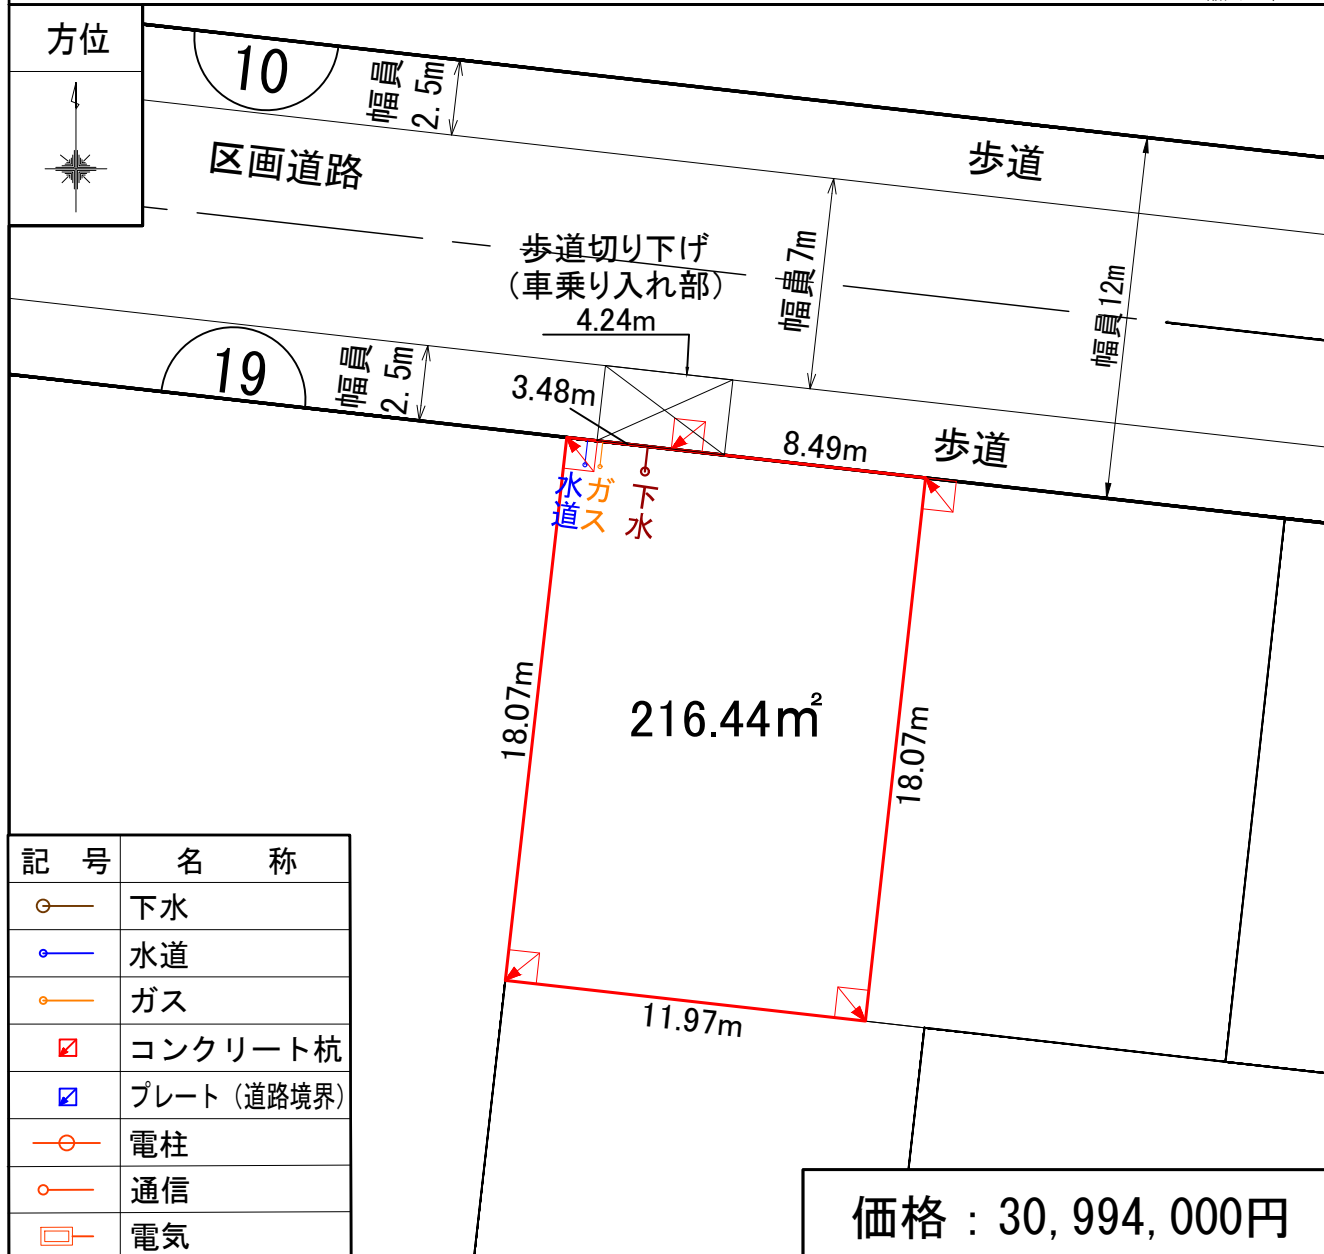 方位
10
幅員
2.5m
区画道路
歩道
歩道切り下げ
(車乗り入れ部)
4.24m
幅員7m
幅員12m
19
幅員
2.5m
3.48m
8.49m
歩道
水道
ガス
下水
18.07m
216.44㎡
18.07m
11.97m
記 号 名 称
下水
水道
ガス
コンクリート杭
プレート(道路境界)
電柱
通信
電気
価格:30,994,000円